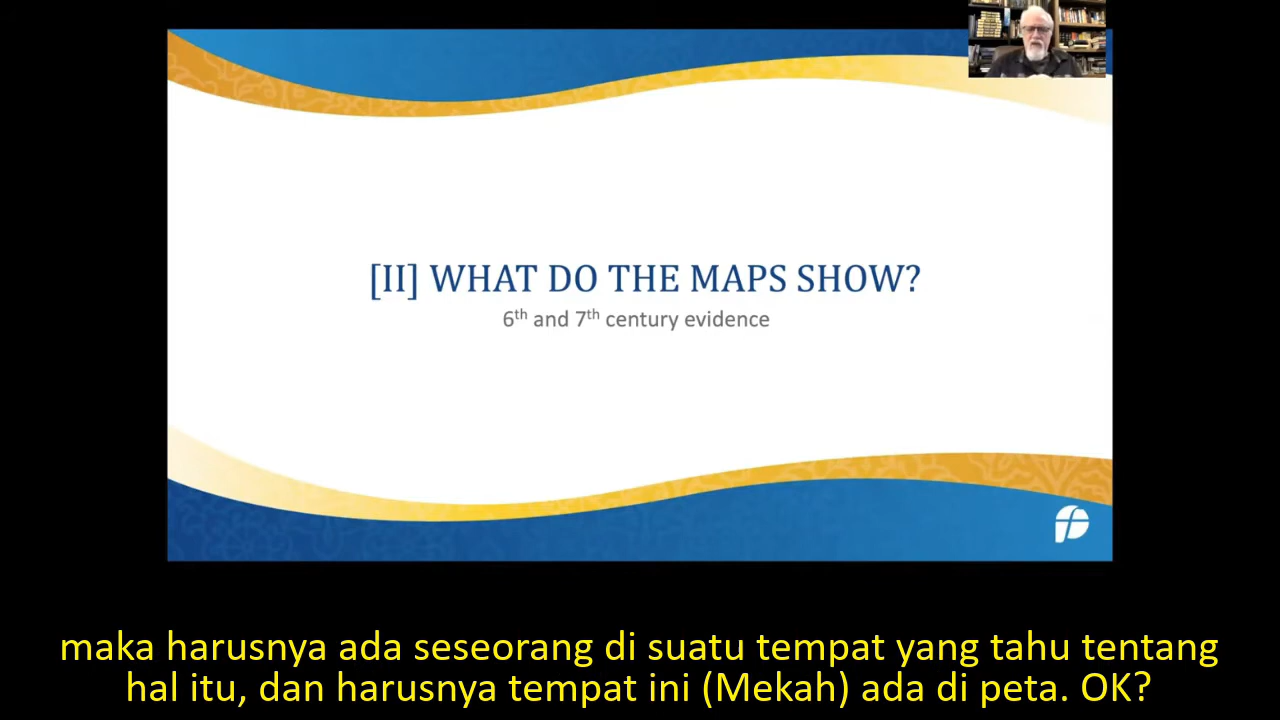 [II] WHAT DO THE MAPS SHOW?
6th and 7th century evidence
maka harusnya ada seseorang di suatu tempat yang tahu tentang
hal itu, dan harusnya tempat ini (Mekah) ada di peta. OK?